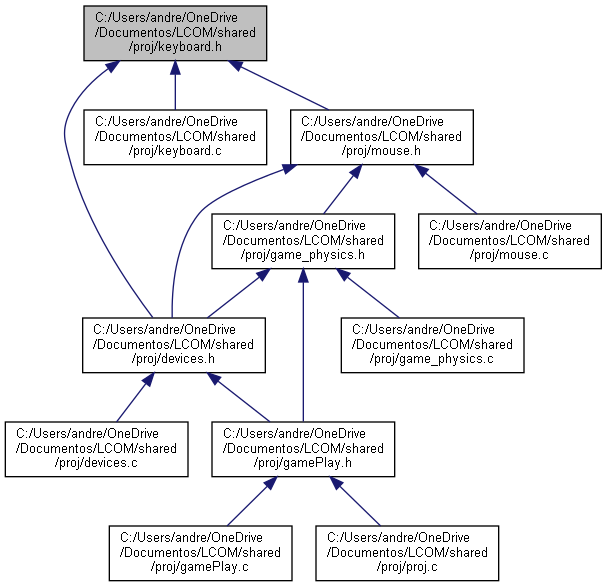 C:/Users/andre/OneDrive
/Documentos/LCOM/shared
/proj/keyboard.h
C:/Users/andre/OneDrive
/Documentos/LCOM/shared
/proj/keyboard.c
C:/Users/andre/OneDrive
/Documentos/LCOM/shared
/proj/mouse.h
C:/Users/andre/OneDrive
/Documentos/LCOM/shared
/proj/game_physics.h
C:/Users/andre/OneDrive
/Documentos/LCOM/shared
/proj/mouse.c
C:/Users/andre/OneDrive
/Documentos/LCOM/shared
/proj/devices.h
C:/Users/andre/OneDrive
/Documentos/LCOM/shared
/proj/game_physics.c
C:/Users/andre/OneDrive
/Documentos/LCOM/shared
/proj/devices.c
C:/Users/andre/OneDrive
/Documentos/LCOM/shared
/proj/gamePlay.h
C:/Users/andre/OneDrive
/Documentos/LCOM/shared
/proj/gamePlay.c
C:/Users/andre/OneDrive
/Documentos/LCOM/shared
/proj/proj.c